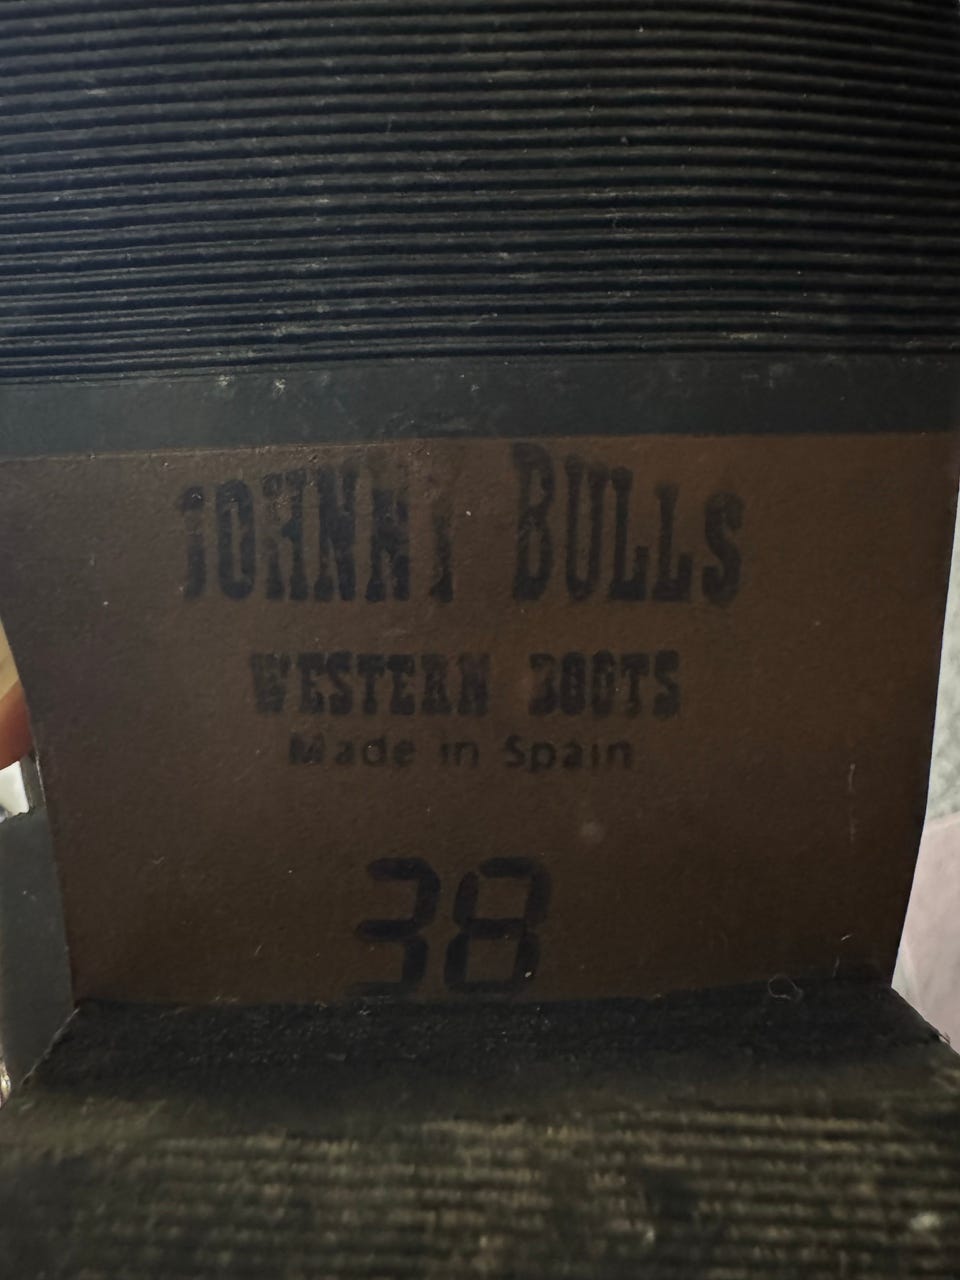 JOHNNY BULLS
WESTERN BOOTS
Made in Spain
38